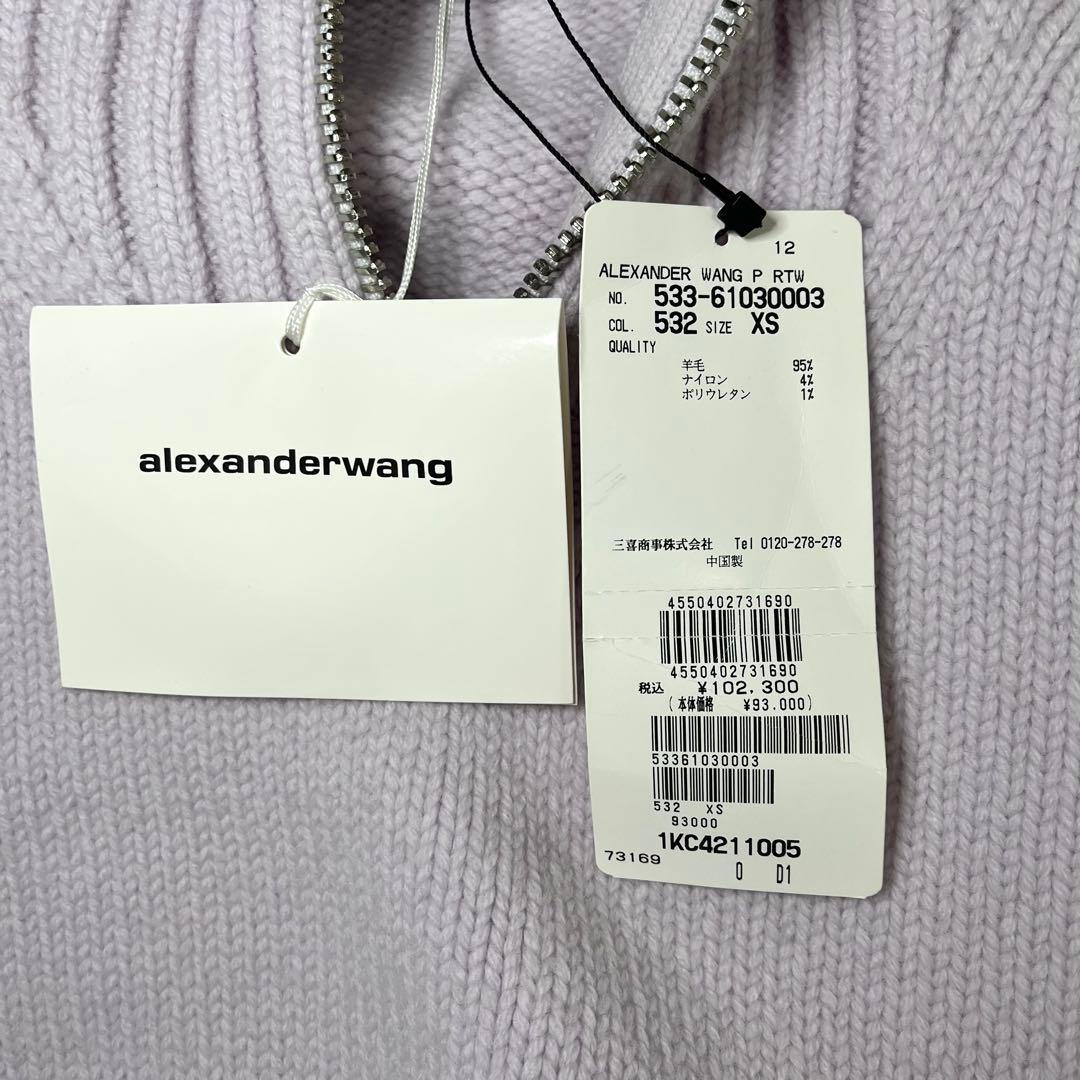 alexanderwang
12
ALEXANDER WANG P RTW
NO. 533-61030003
COL. 532 SIZE XS
QUALITY
羊毛 95%
ナイロン 4%
ポリウレタン 1%
三喜商事株式会社 Tel 0120-278-278
中国製
4550402731690
4550402731690
税込 ¥102,300
(本体価格 ¥93.000)
53361030003
532 XS
93000
1KC4211005
73169 0 D1